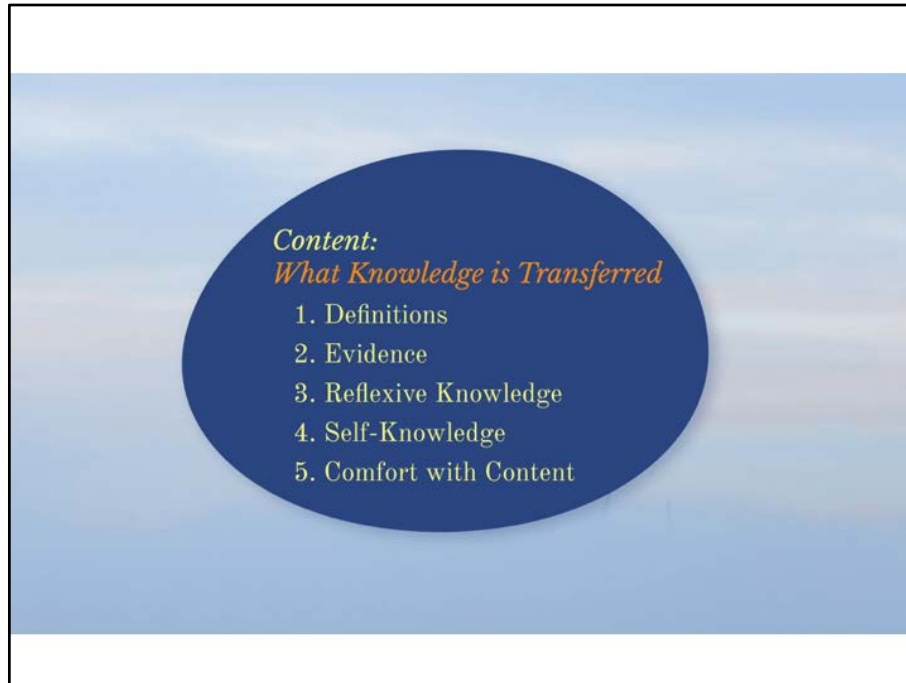 Content:
What Knowledge is Transferred
1. Definitions
2. Evidence
3. Reflexive Knowledge
4. Self-Knowledge
5. Comfort with Content